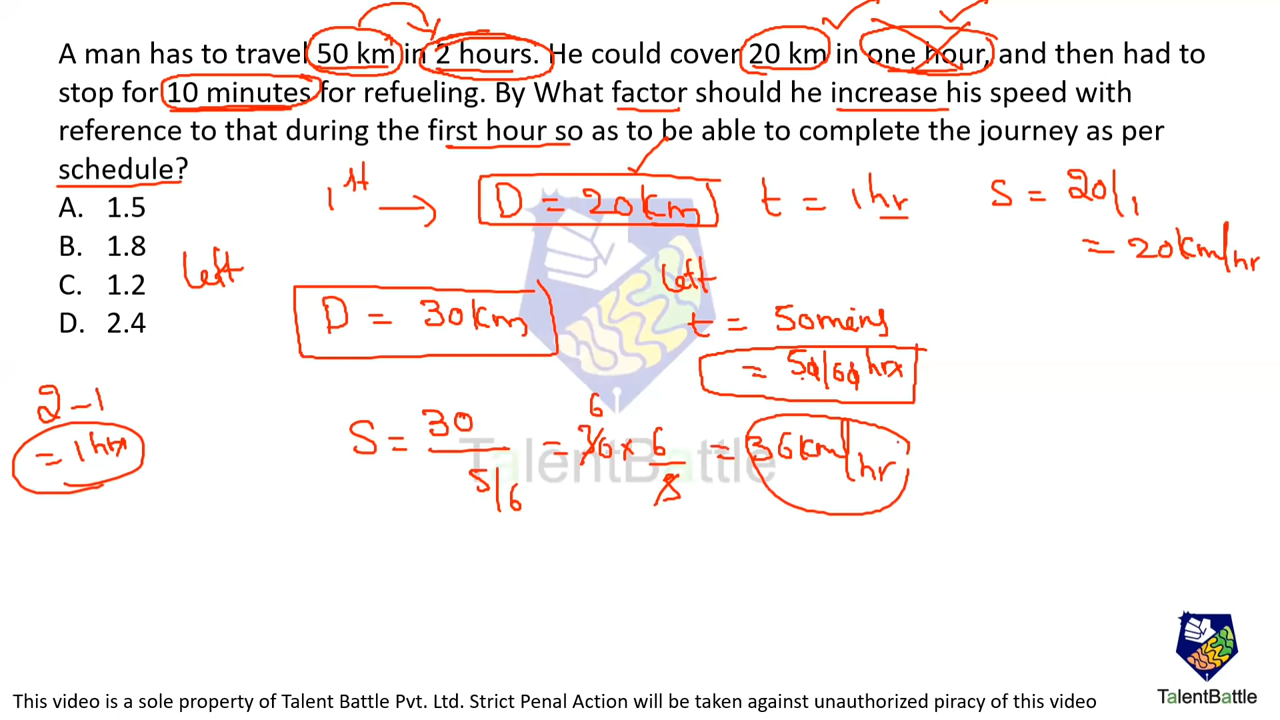 A man has to travel 50 km in 2 hours. He could cover 20 km in one hour, and then had to
stop for 10 minutes for refueling. By What factor should he increase his speed with
reference to that during the first hour so as to be able to complete the journey as per
schedule?
A. 1.5
B. 1.8
C. 1.2
D. 2.4
1st → D = 20km t = 1hr S = 20/1
= 20km/hr
left
D = 30km
left
t = 50mins
= 50/60 hrs
2-1
= 1hrs
S = 30 / 5/6 = 30 6 × 6/5 = 36km/hr
TalentBattle
TalentBattle
This video is a sole property of Talent Battle Pvt. Ltd. Strict Penal Action will be taken against unauthorized piracy of this video